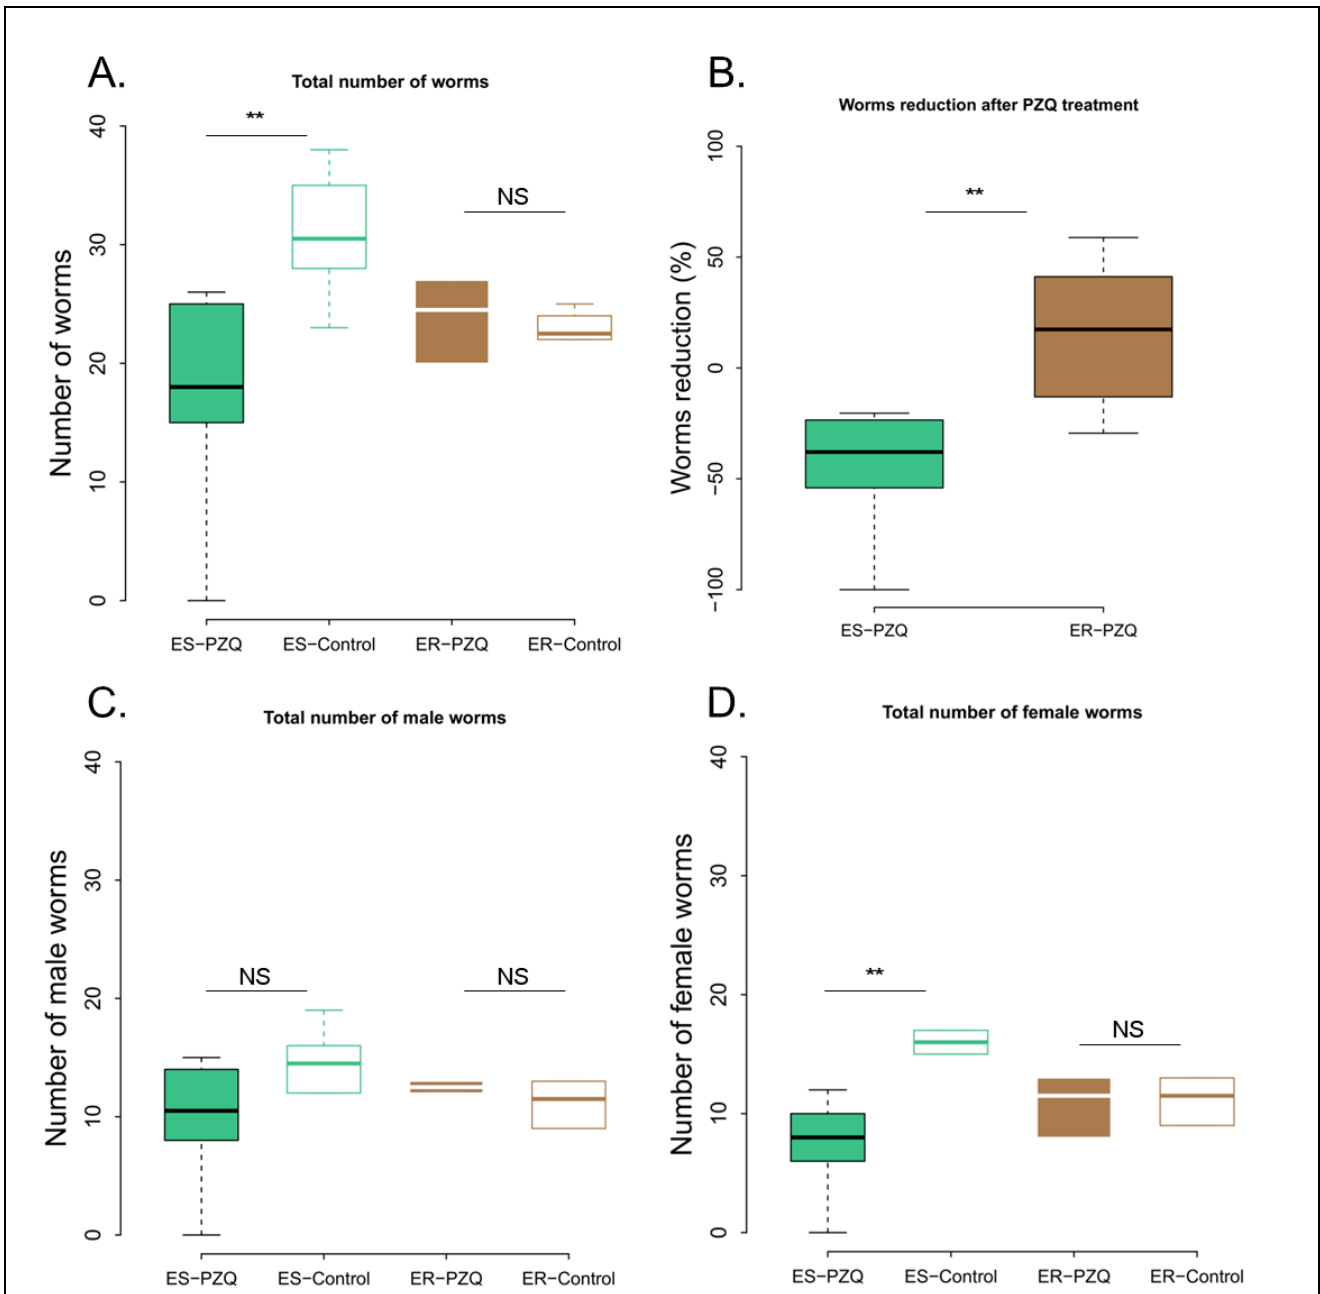 A.
Total number of worms
**
NS
Number of worms
40
30
20
10
0
ES−PZQ
ES−Control
ER−PZQ
ER−Control
B.
Worms reduction after PZQ treatment
**
Worms reduction (%)
100
50
0
−50
−100
ES−PZQ
ER−PZQ
C.
Total number of male worms
NS
NS
Number of male worms
40
30
20
10
0
ES−PZQ
ES−Control
ER−PZQ
ER−Control
D.
Total number of female worms
**
NS
Number of female worms
40
30
20
10
0
ES−PZQ
ES−Control
ER−PZQ
ER−Control